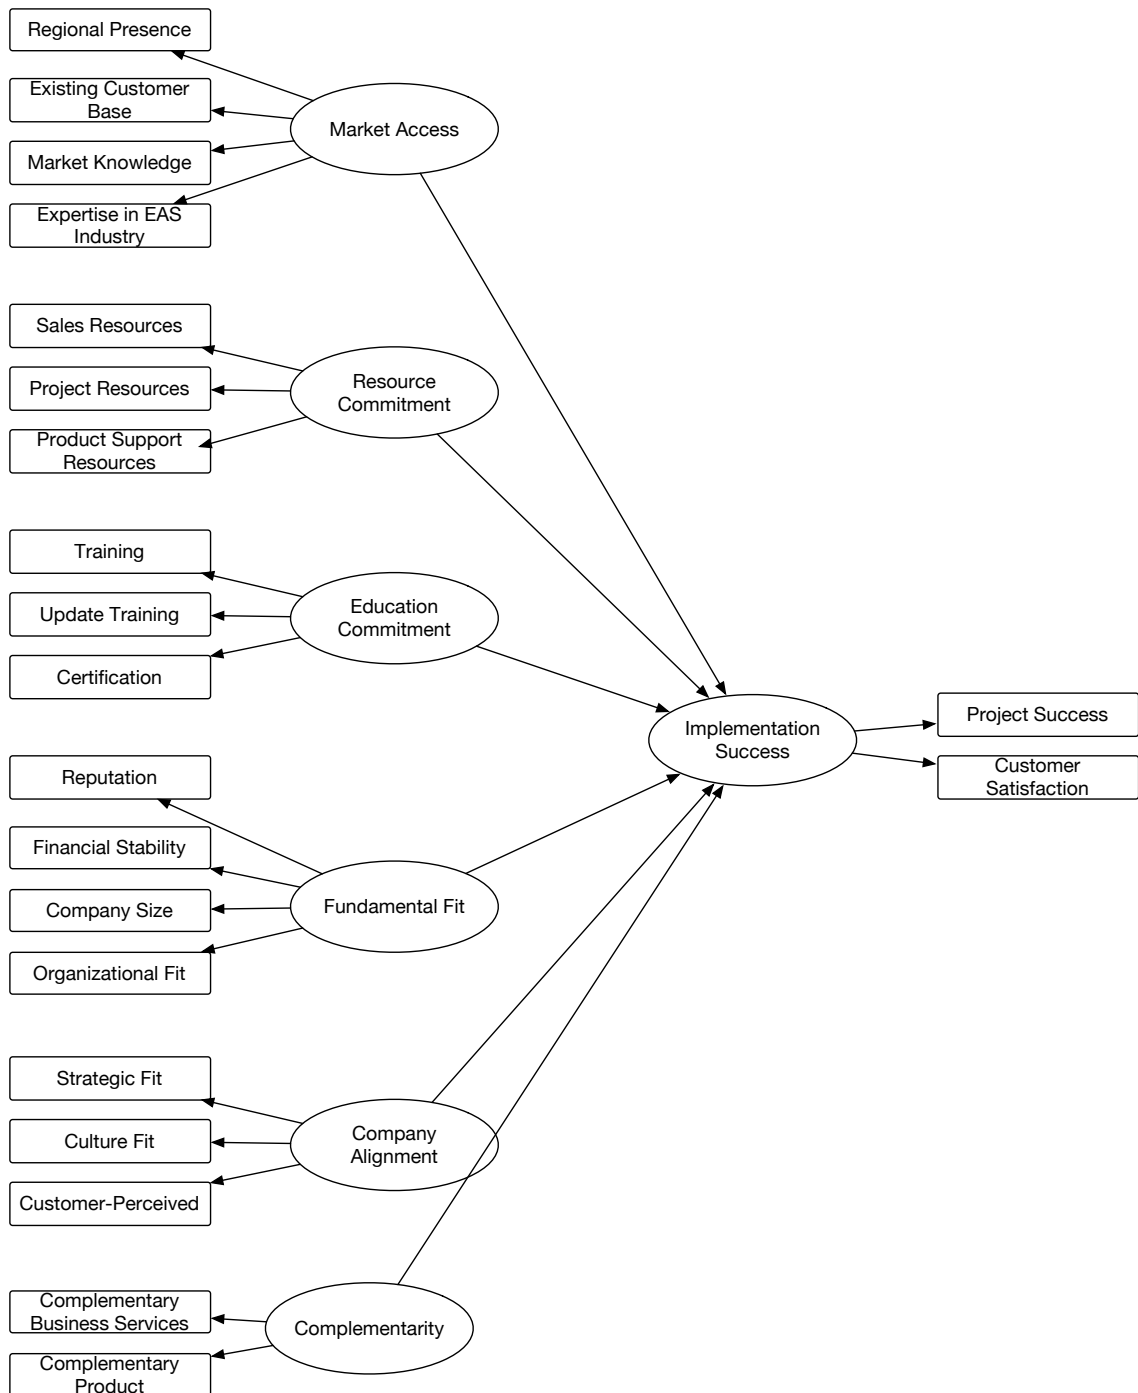 Regional Presence
Existing Customer
Base
Market Knowledge
Expertise in EAS
Industry
Market Access
Sales Resources
Project Resources
Product Support
Resources
Resource
Commitment
Training
Update Training
Certification
Education
Commitment
Reputation
Financial Stability
Company Size
Organizational Fit
Fundamental Fit
Strategic Fit
Culture Fit
Customer-Perceived
Company
Alignment
Complementary
Business Services
Complementary
Product
Complementarity
Implementation
Success
Project Success
Customer
Satisfaction